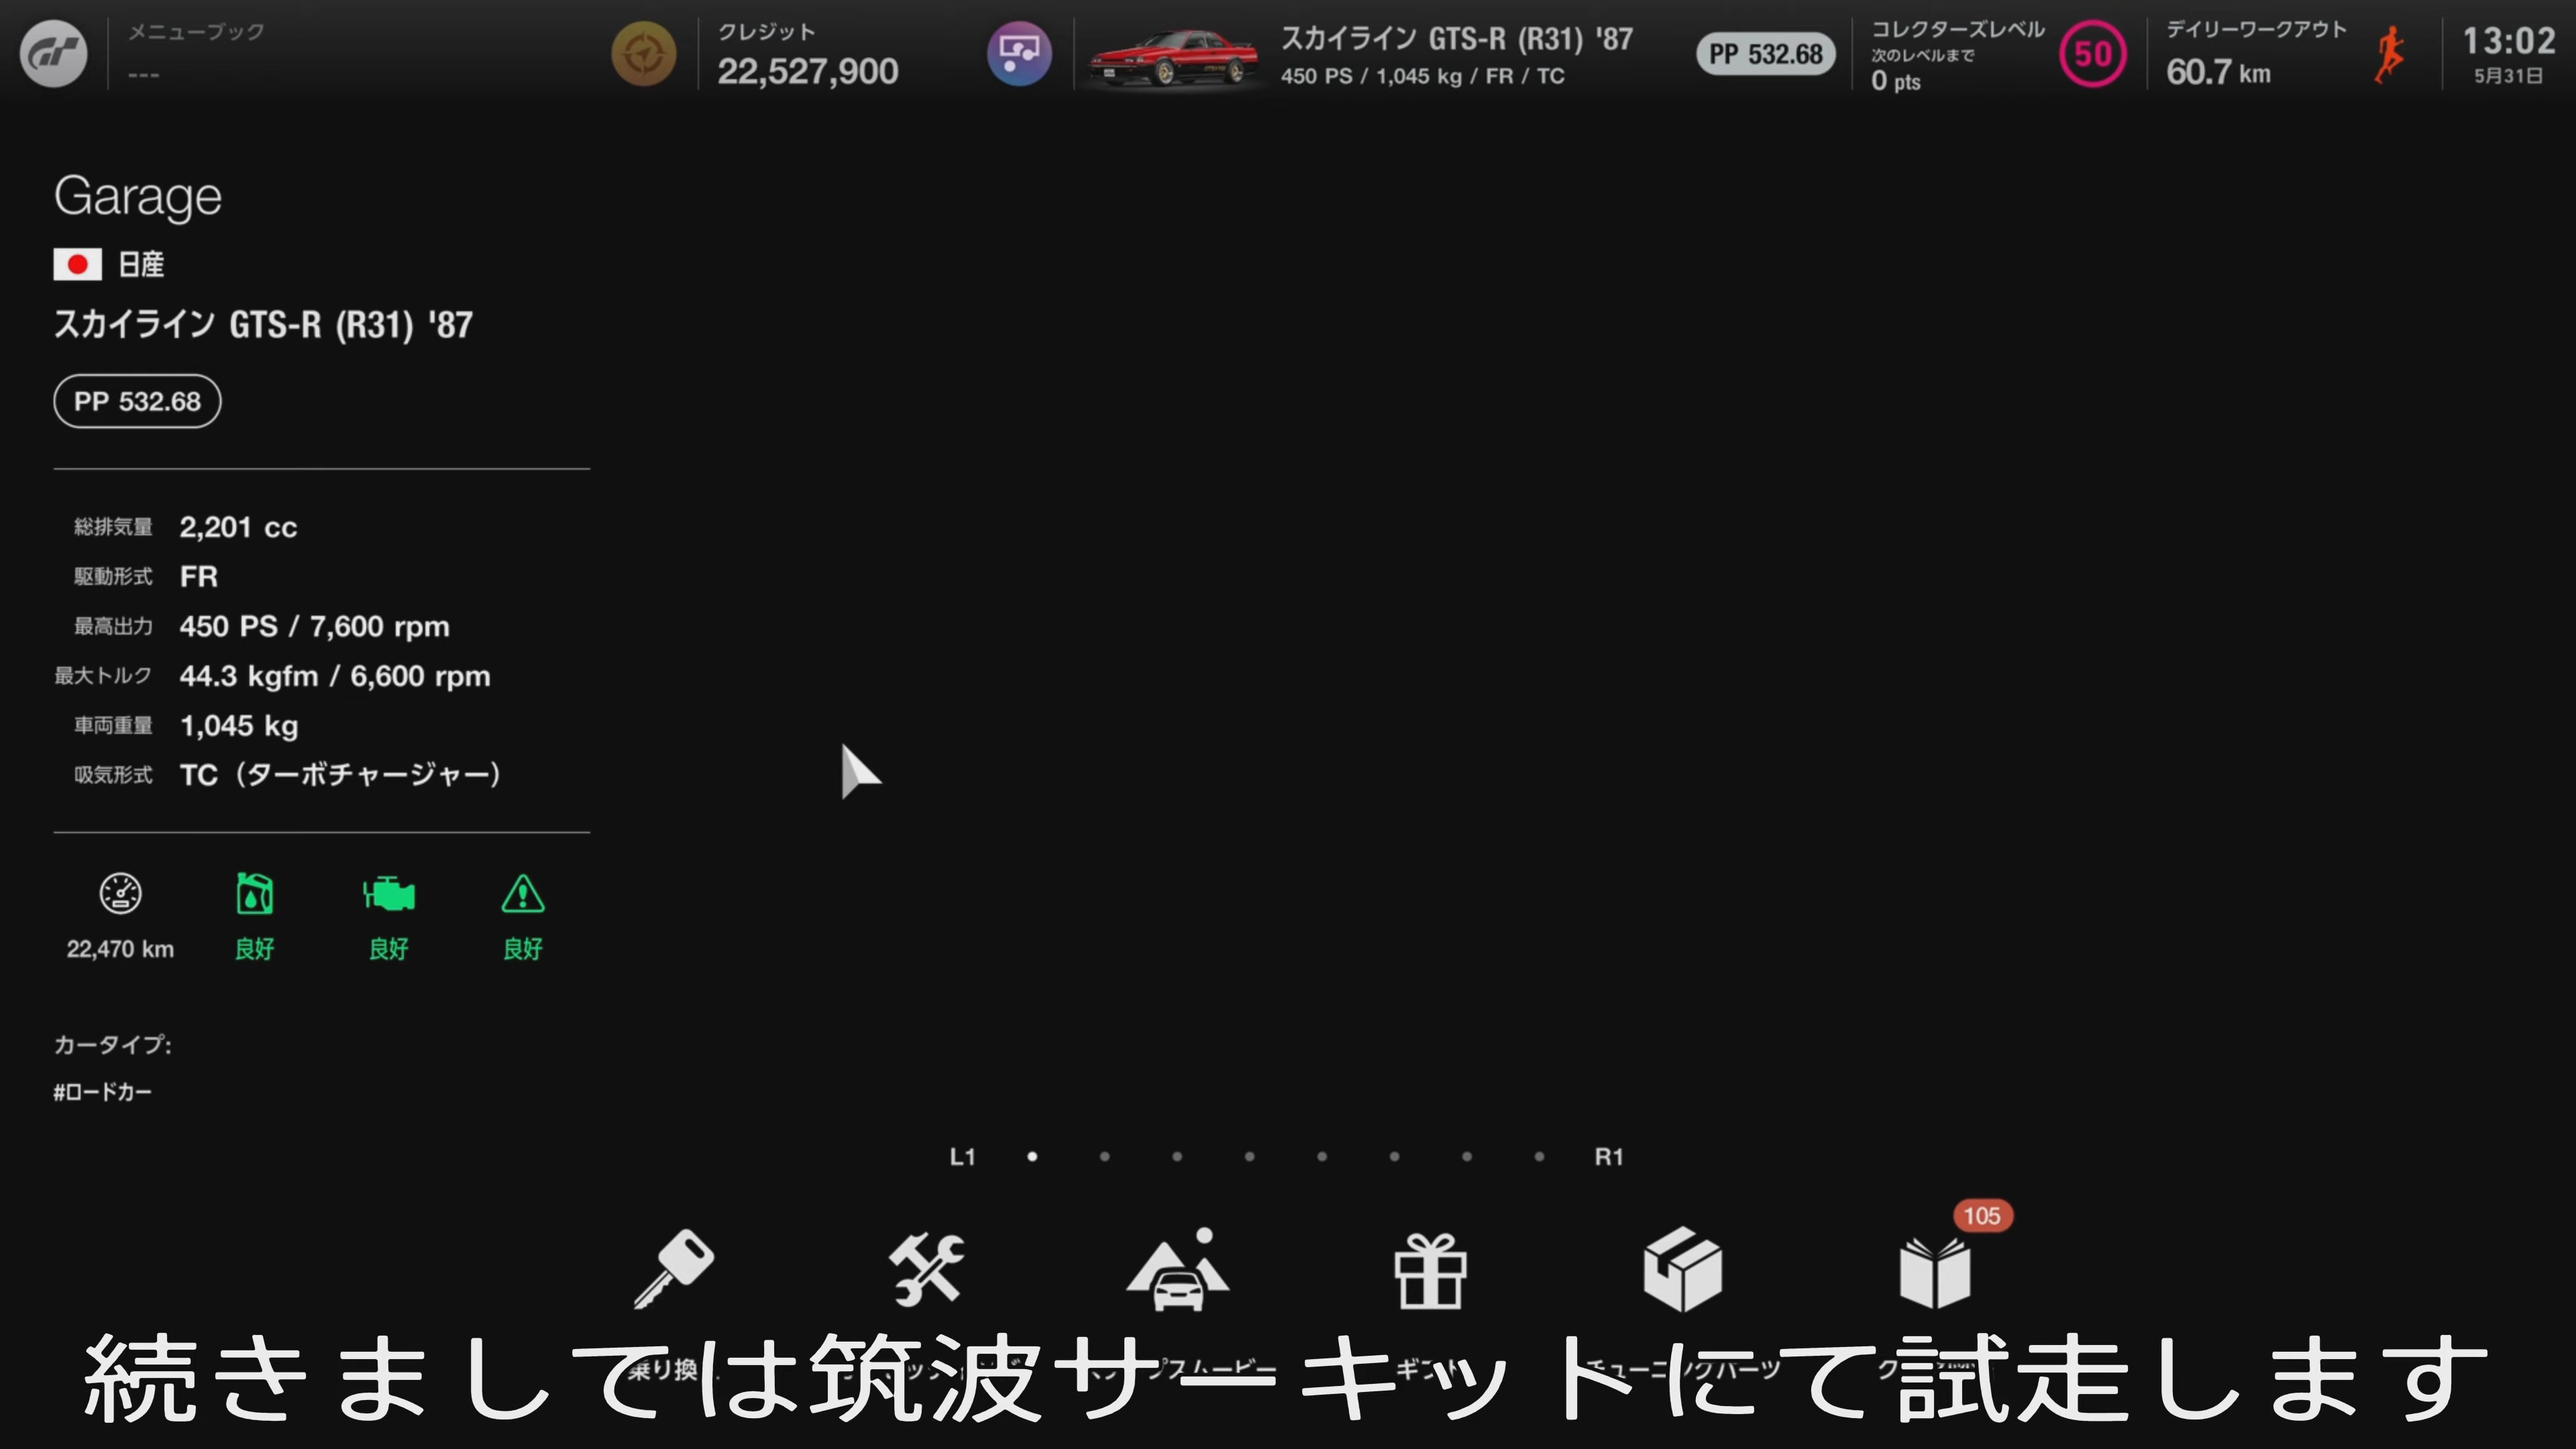 メニューブック
---
クレジット
22,527,900
スカイライン GTS-R (R31) '87
450 PS / 1,045 kg / FR / TC
PP 532.68
コレクターズレベル
次のレベルまで
0 pts
50
デイリーワークアウト
60.7 km
13:02
5月31日
Garage
日産
スカイライン GTS-R (R31) '87
PP 532.68
総排気量 2,201 cc
駆動形式 FR
最高出力 450 PS / 7,600 rpm
最大トルク 44.3 kgfm / 6,600 rpm
車両重量 1,045 kg
吸気形式 TC（ターボチャージャー）
22,470 km 良好 良好 良好
カータイプ:
#ロードカー
L1 R1
105
続きましては筑波サーキットにて試走します